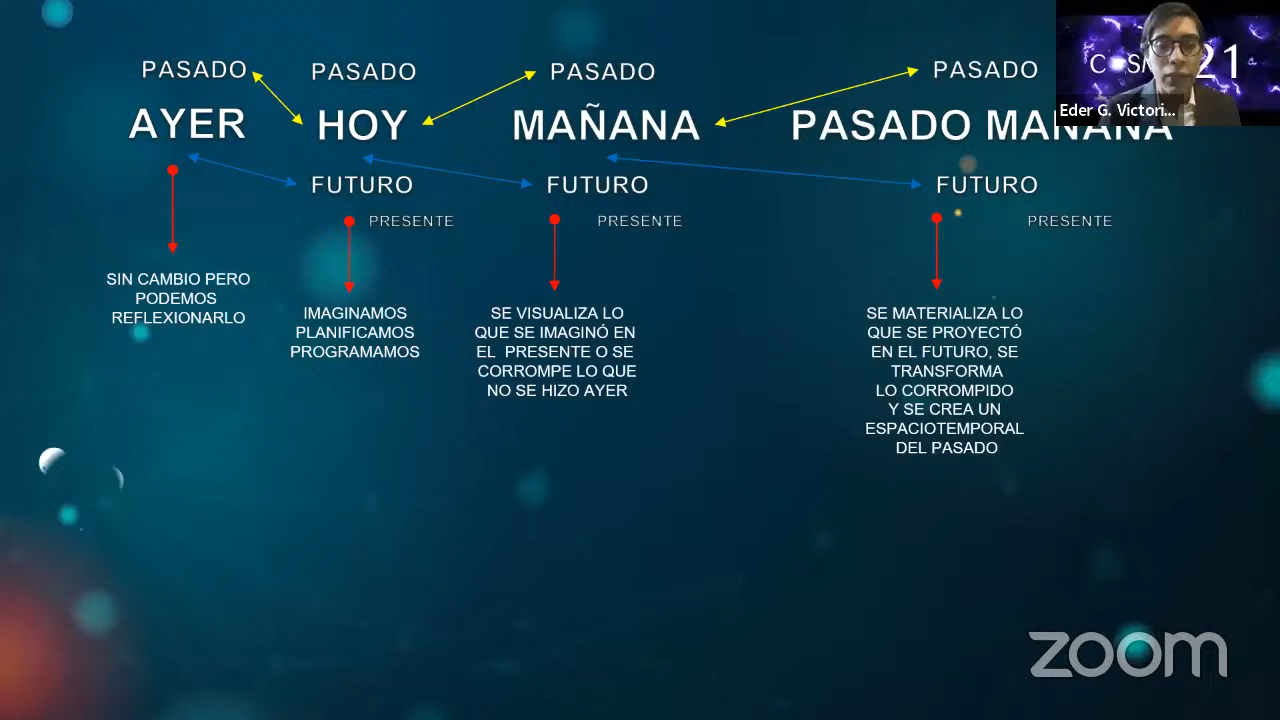 PASADO PASADO PASADO PASADO
AYER HOY MAÑANA PASADO MAÑANA
FUTURO FUTURO FUTURO
PRESENTE PRESENTE PRESENTE
SIN CAMBIO PERO
PODEMOS
REFLEXIONARLO
IMAGINAMOS
PLANIFICAMOS
PROGRAMAMOS
SE VISUALIZA LO
QUE SE IMAGINÓ EN
EL PRESENTE O SE
CORROMPE LO QUE
NO SE HIZO AYER
SE MATERIALIZA LO
QUE SE PROYECTÓ
EN EL FUTURO, SE
TRANSFORMA
LO CORROMPIDO
Y SE CREA UN
ESPACIOTEMPORAL
DEL PASADO
21
Eder G. Victori...
zoom